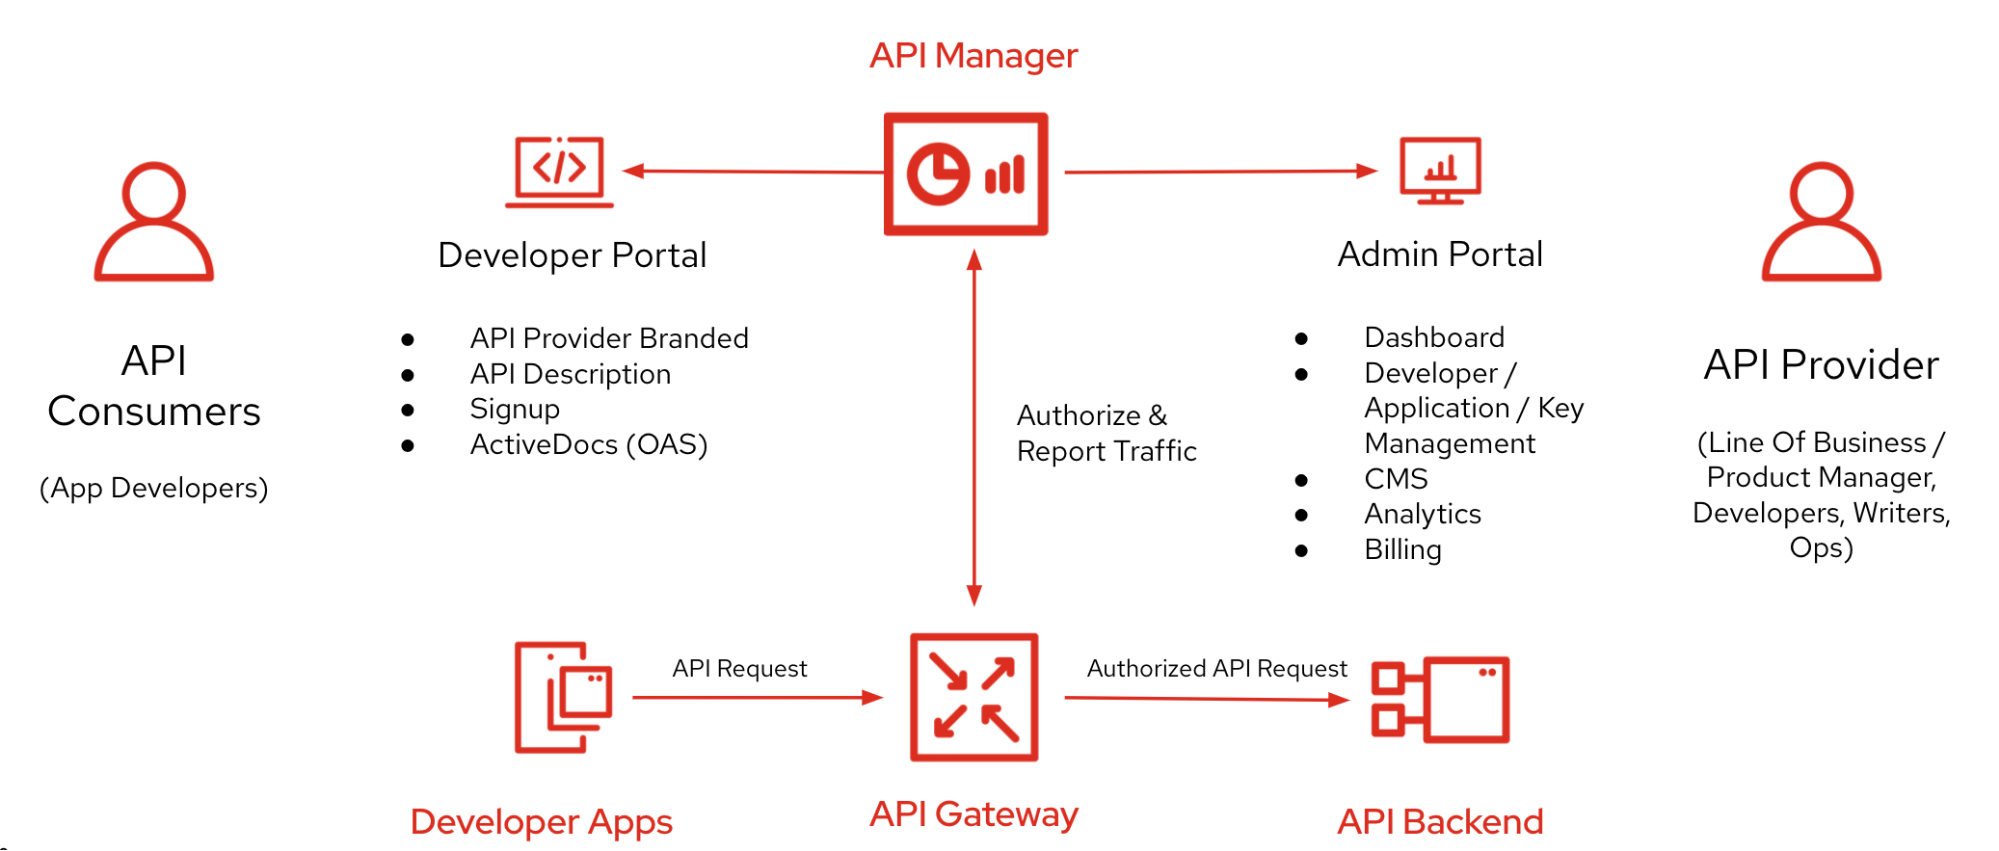 API Manager
Developer Portal
Admin Portal
API
Consumers
(App Developers)
● API Provider Branded
● API Description
● Signup
● ActiveDocs (OAS)
Authorize &
Report Traffic
● Dashboard
● Developer /
Application / Key
Management
● CMS
● Analytics
● Billing
API Provider
(Line Of Business /
Product Manager,
Developers, Writers,
Ops)
API Request
Authorized API Request
Developer Apps
API Gateway
API Backend